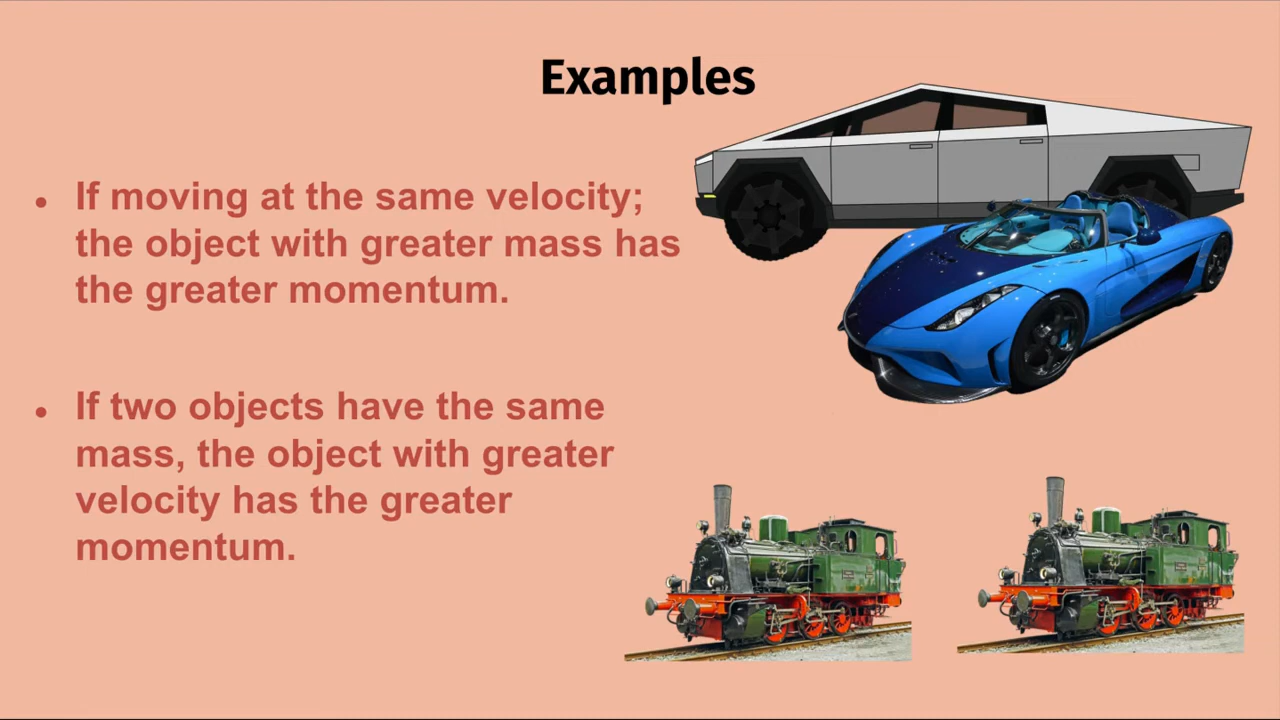 Examples
If moving at the same velocity;
the object with greater mass has
the greater momentum.
If two objects have the same
mass, the object with greater
velocity has the greater
momentum.